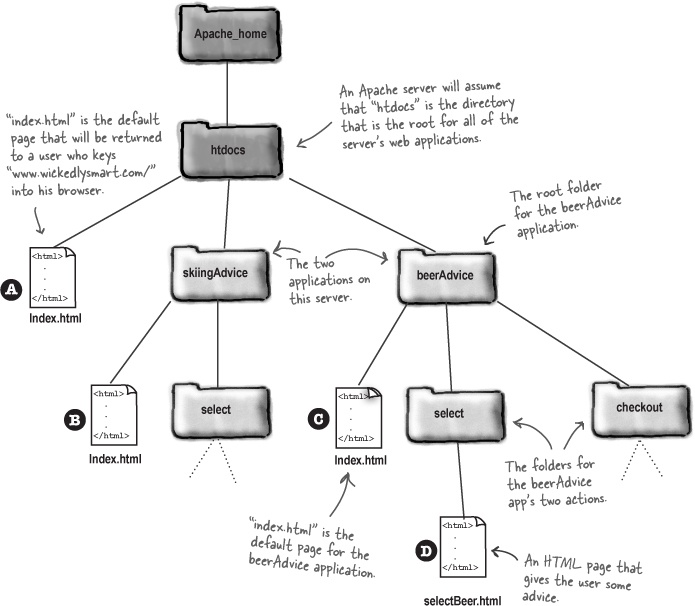 Apache_home
An Apache server will assume
that "htdocs" is the directory
that is the root for all of the
server's web applications.
"index.html" is the default
page that will be returned
to a user who keys
"www.wickedlysmart.com/"
into his browser.
htdocs
The root folder
for the beerAdvice
application.
A
<html>
.
.
.
</html>
Index.html
skiingAdvice
The two
applications on
this server.
beerAdvice
B
<html>
.
.
.
</html>
Index.html
select
C
<html>
.
.
.
</html>
Index.html
select
checkout
The folders for
the beerAdvice
app's two actions.
"index.html" is the
default page for the
beerAdvice application.
D
<html>
.
.
.
</html>
selectBeer.html
An HTML page that
gives the user some
advice.